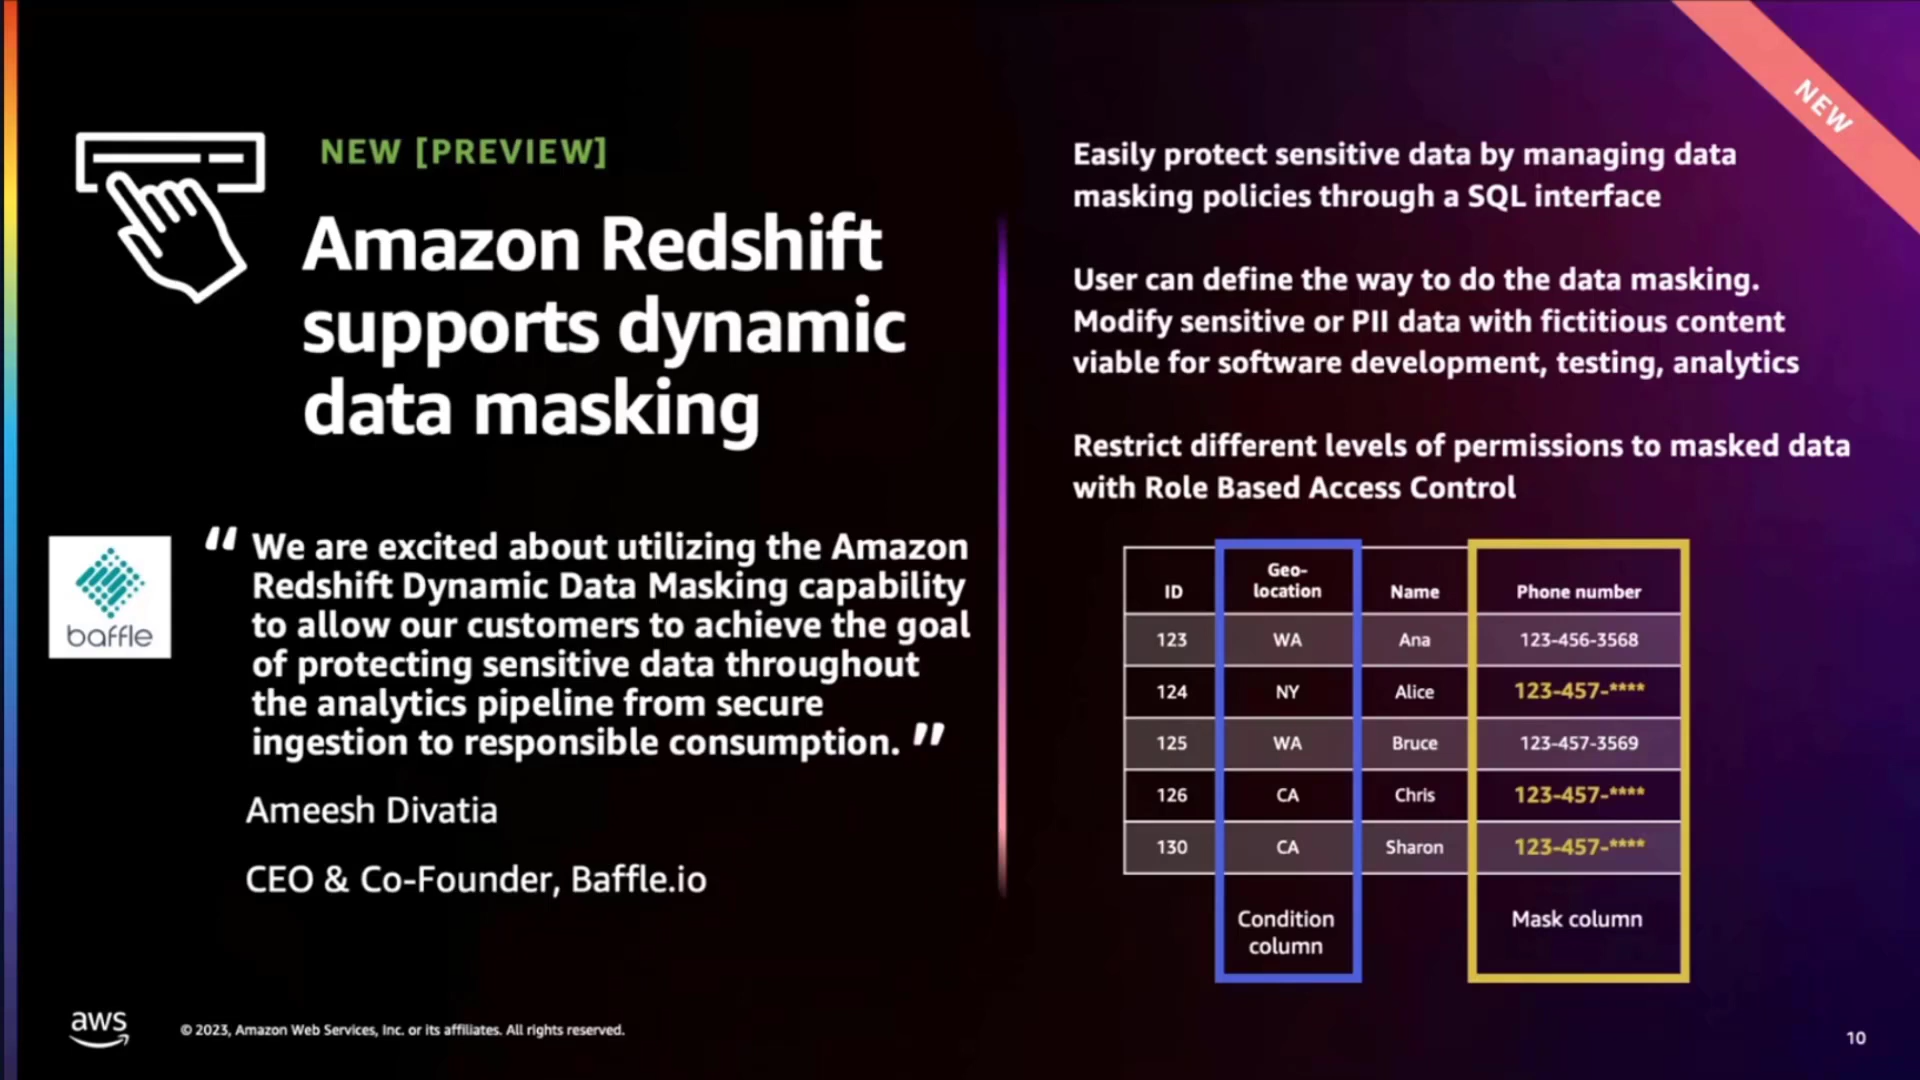 NEW
NEW [PREVIEW]
Amazon Redshift
supports dynamic
data masking
baffle
“ We are excited about utilizing the Amazon
Redshift Dynamic Data Masking capability
to allow our customers to achieve the goal
of protecting sensitive data throughout
the analytics pipeline from secure
ingestion to responsible consumption. ”
Ameesh Divatia
CEO & Co-Founder, Baffle.io
Easily protect sensitive data by managing data
masking policies through a SQL interface
User can define the way to do the data masking.
Modify sensitive or PII data with fictitious content
viable for software development, testing, analytics
Restrict different levels of permissions to masked data
with Role Based Access Control
ID Geo-location Name Phone number
123 WA Ana 123-456-3568
124 NY Alice 123-457-****
125 WA Bruce 123-457-3569
126 CA Chris 123-457-****
130 CA Sharon 123-457-****
Condition
column
Mask column
aws
© 2023, Amazon Web Services, Inc. or its affiliates. All rights reserved.
10